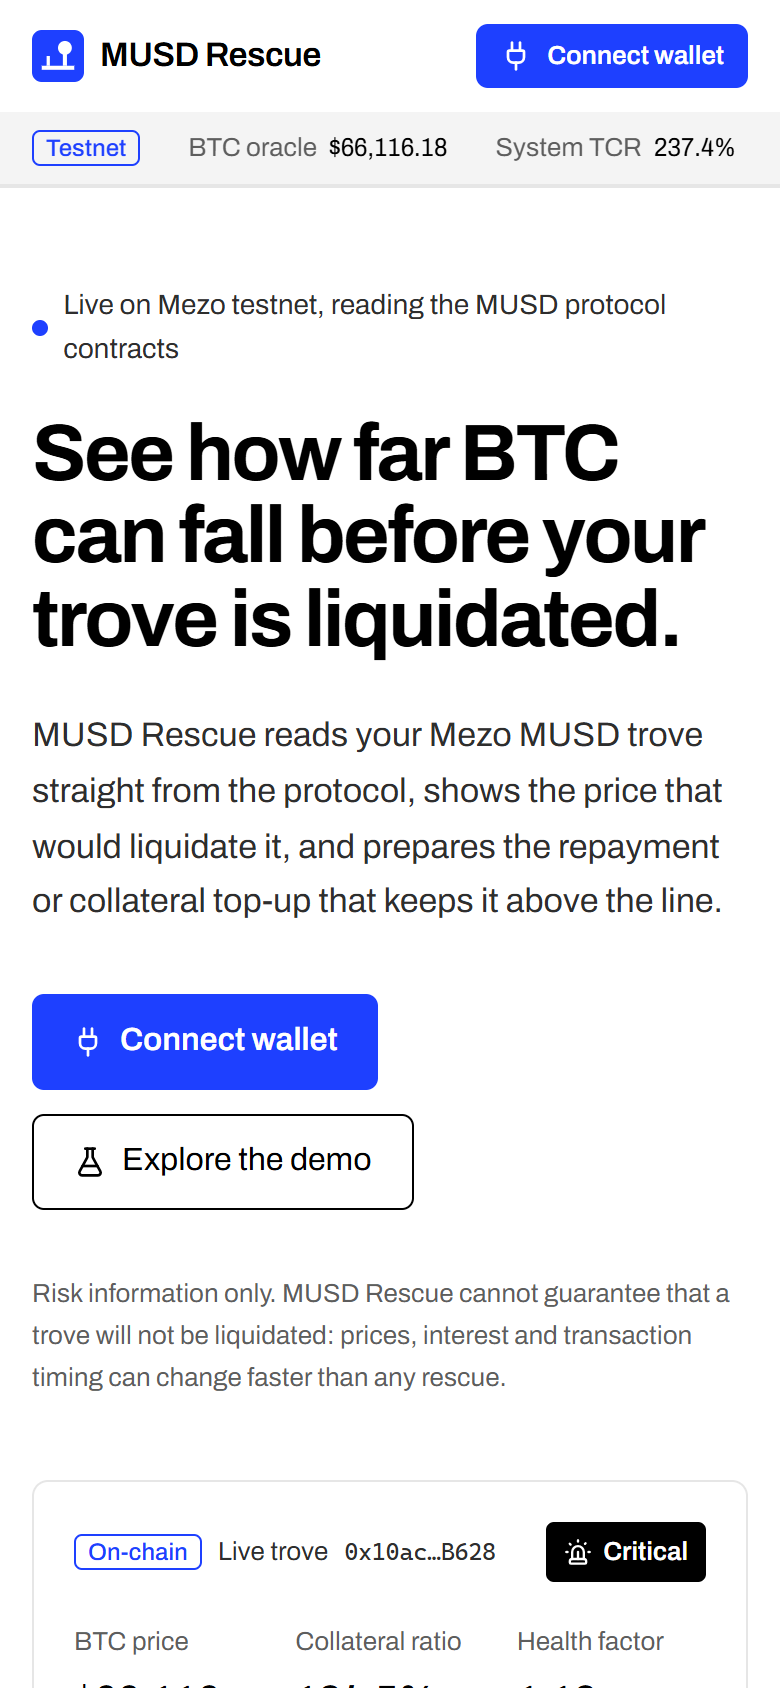 MUSD Rescue
Connect wallet
Testnet BTC oracle $66,116.18 System TCR 237.4%
Live on Mezo testnet, reading the MUSD protocol
contracts
See how far BTC
can fall before your
trove is liquidated.
MUSD Rescue reads your Mezo MUSD trove
straight from the protocol, shows the price that
would liquidate it, and prepares the repayment
or collateral top-up that keeps it above the line.
Connect wallet
Explore the demo
Risk information only. MUSD Rescue cannot guarantee that a
trove will not be liquidated: prices, interest and transaction
timing can change faster than any rescue.
On-chain Live trove 0x10ac…B628 Critical
BTC price Collateral ratio Health factor